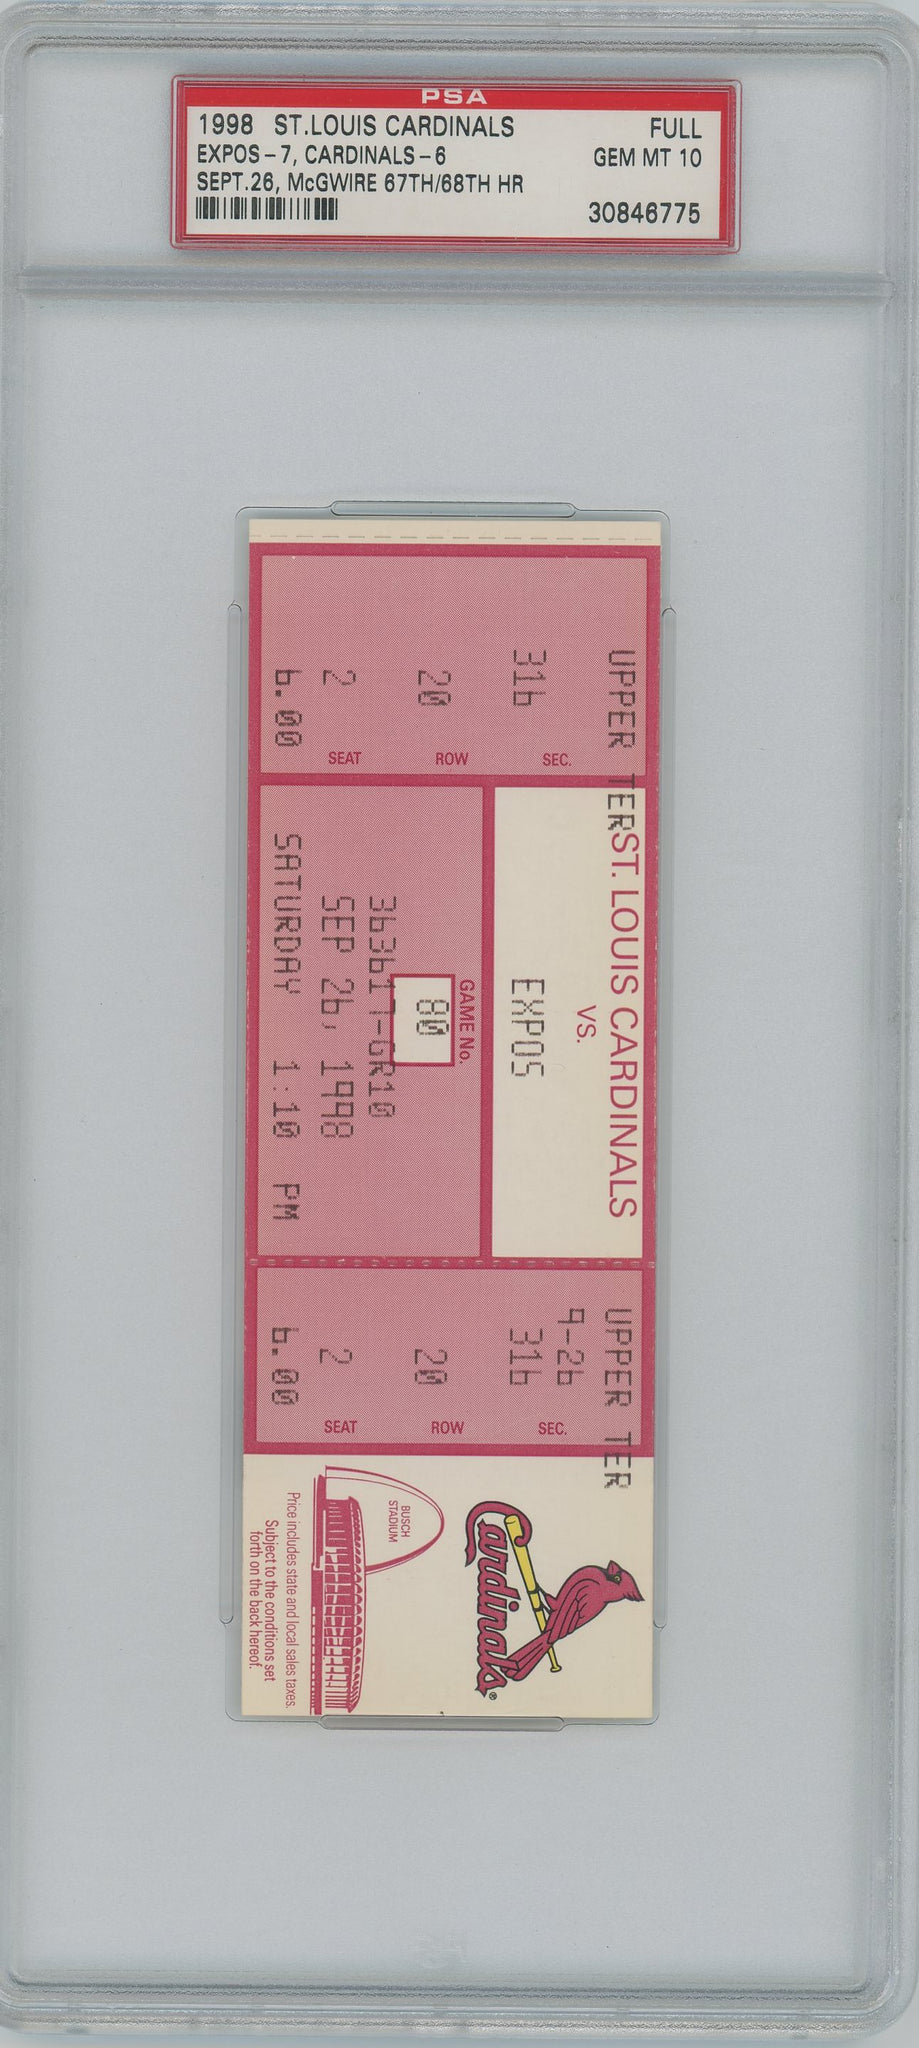 PSA
1998 ST.LOUIS CARDINALS FULL
EXPOS-7, CARDINALS-6 GEM MT 10
SEPT.26, McGWIRE 67TH/68TH HR
30846775
UPPER TER
316 20 2 6.00
SEC. ROW SEAT
ST. LOUIS CARDINALS
VS.
EXPOS
GAME No.
80
36617-GR10
SEP 26, 1998
SATURDAY 1:10 PM
UPPER TER
9-26
316 20 2 6.00
SEC. ROW SEAT
Cardinals®
BUSCH
STADIUM
Price includes state and local sales taxes.
Subject to the conditions set
forth on the back hereof.